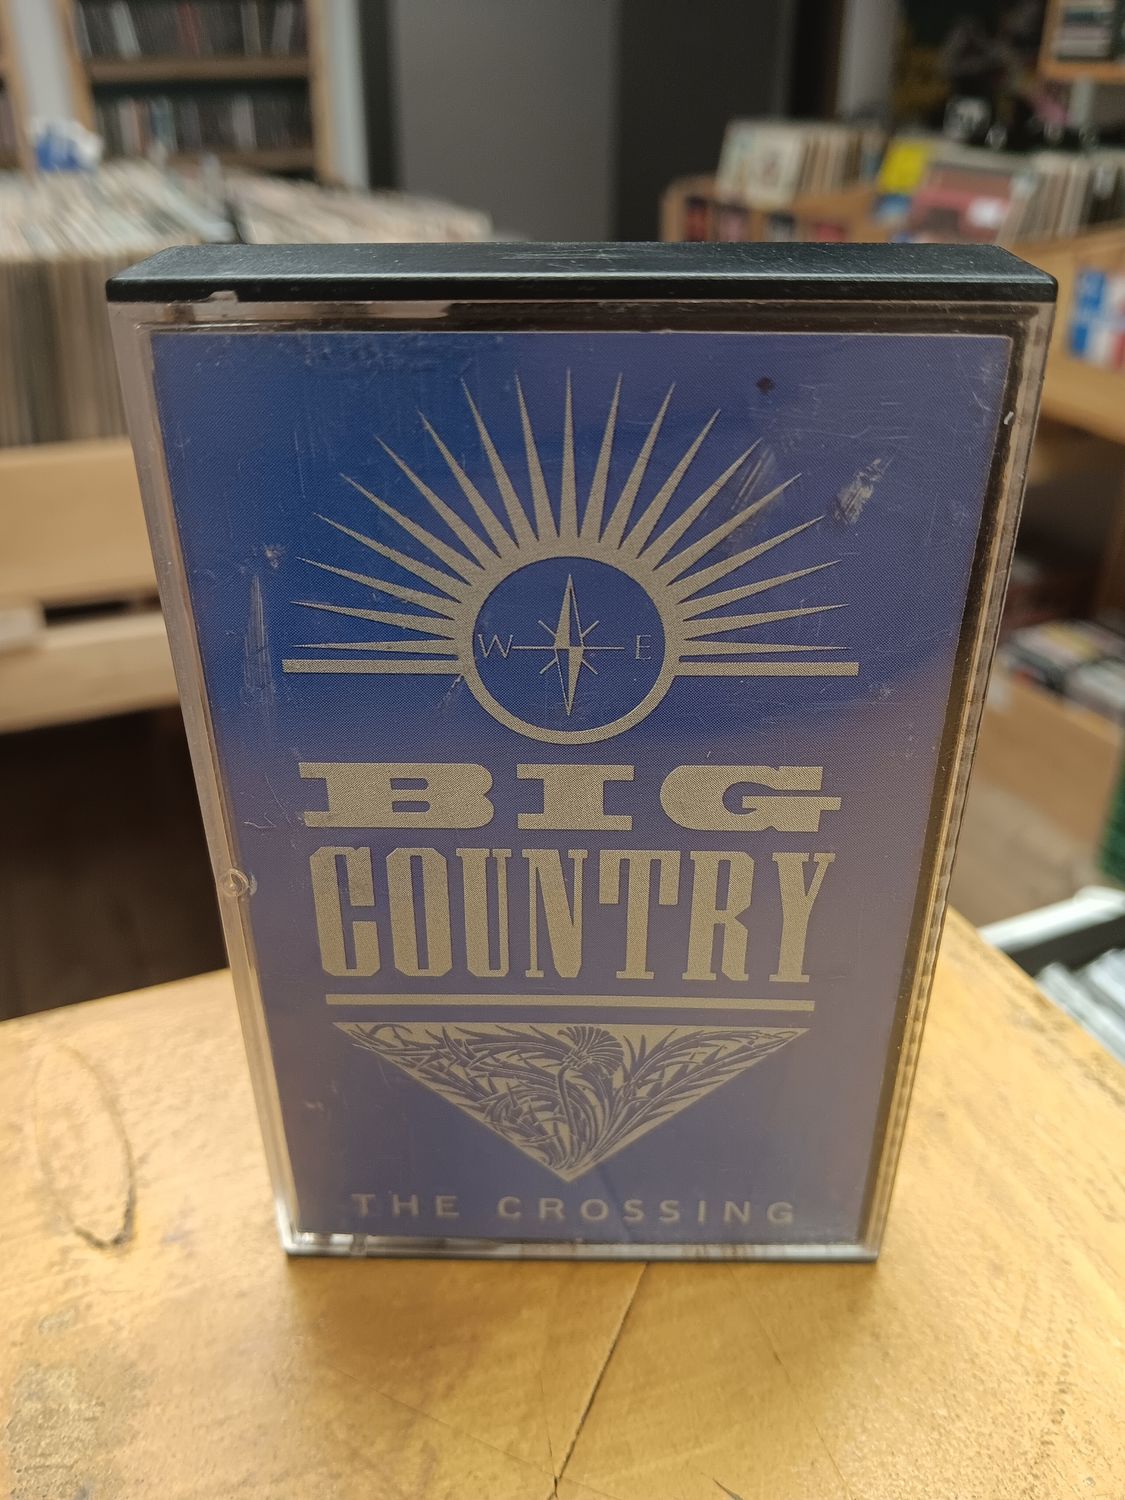 W E
BIG
COUNTRY
THE CROSSING